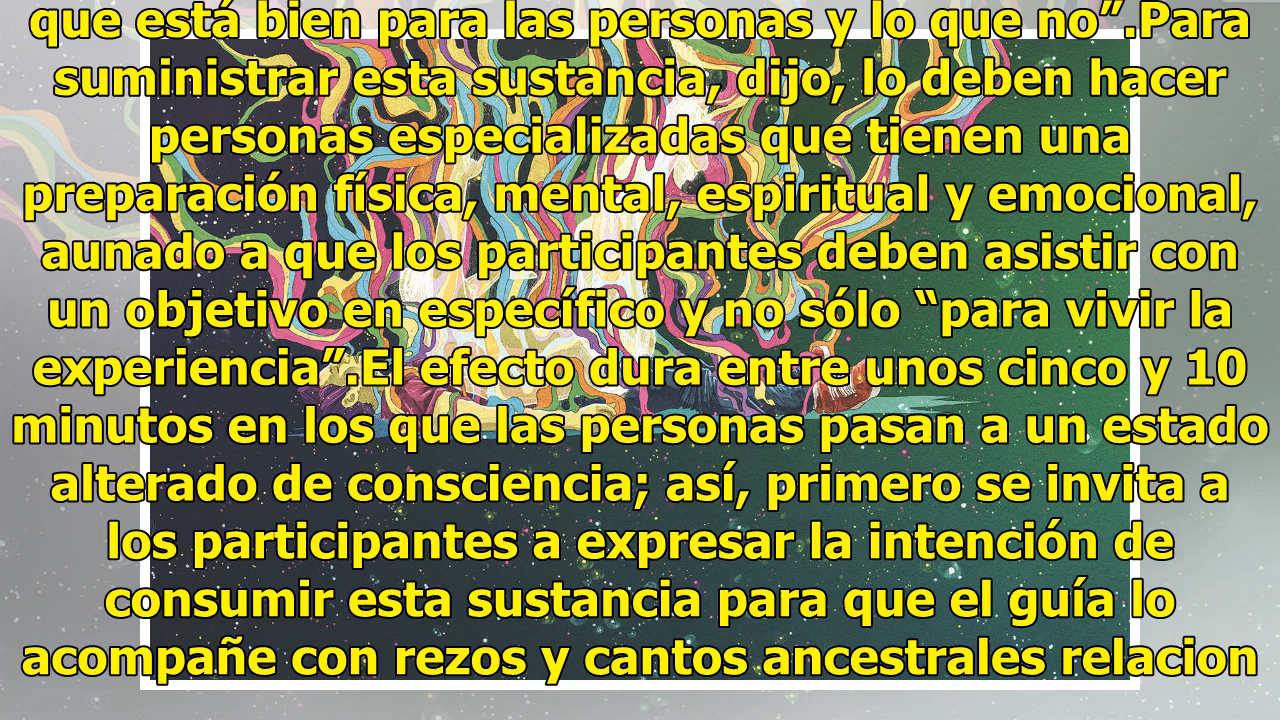 que está bien para las personas y lo que no”.Para
suministrar esta sustancia, dijo, lo deben hacer
personas especializadas que tienen una
preparación física, mental, espiritual y emocional,
aunado a que los participantes deben asistir con
un objetivo en específico y no sólo “para vivir la
experiencia”.El efecto dura entre unos cinco y 10
minutos en los que las personas pasan a un estado
alterado de consciencia; así, primero se invita a
los participantes a expresar la intención de
consumir esta sustancia para que el guía lo
acompañe con rezos y cantos ancestrales relacion